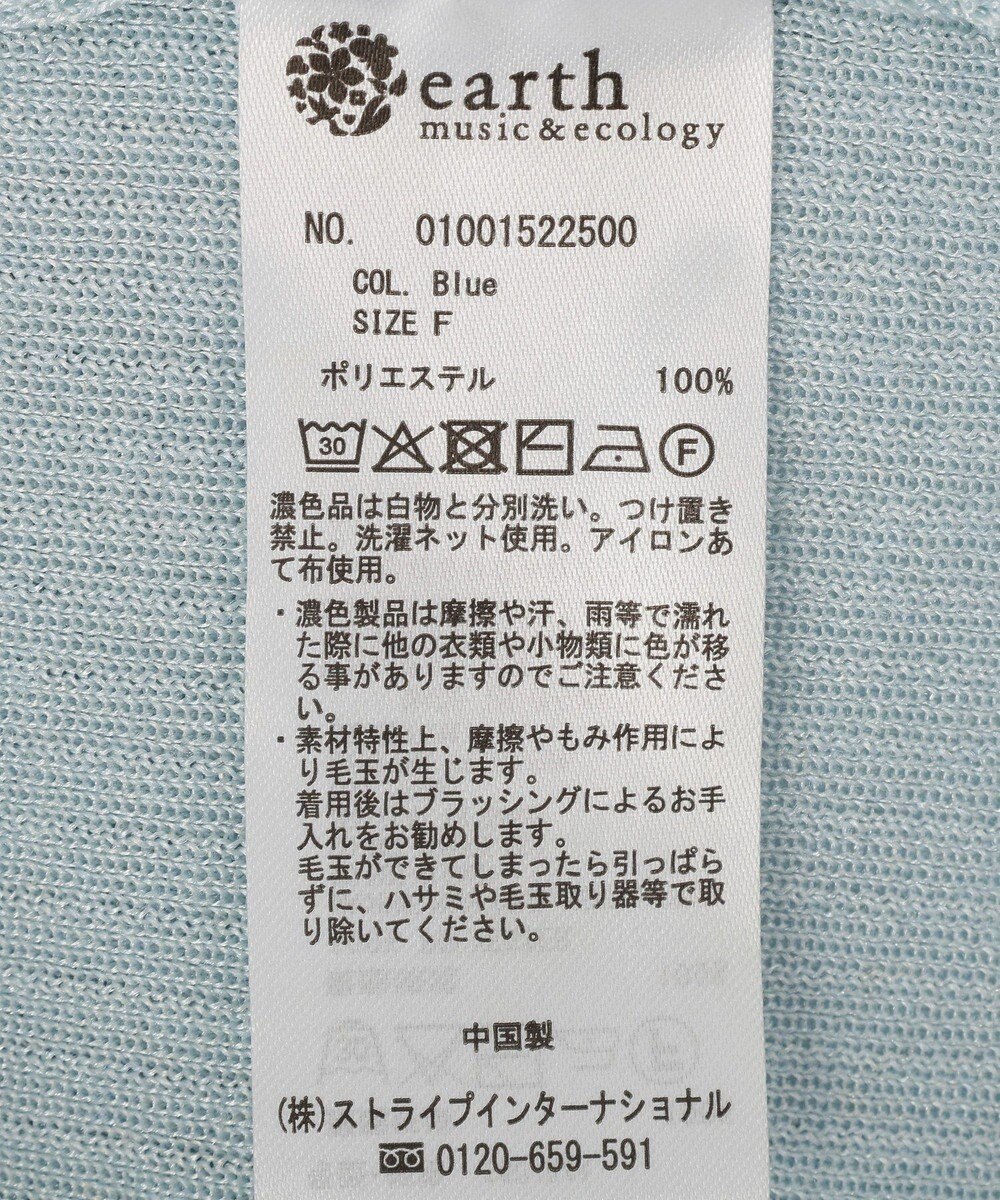 earth
music&ecology
NO. 01001522500
COL. Blue
SIZE F
ポリエステル 100%
30 F
濃色品は白物と分別洗い。つけ置き
禁止。洗濯ネット使用。アイロンあ
て布使用。
・濃色製品は摩擦や汗、雨等で濡れ
た際に他の衣類や小物類に色が移
る事がありますのでご注意くださ
い。
・素材特性上、摩擦やもみ作用によ
り毛玉が生じます。
着用後はブラッシングによるお手
入れをお勧めします。
毛玉ができてしまったら引っぱら
ずに、ハサミや毛玉取り器等で取
り除いてください。
中国製
(株)ストライプインターナショナル
0120-659-591